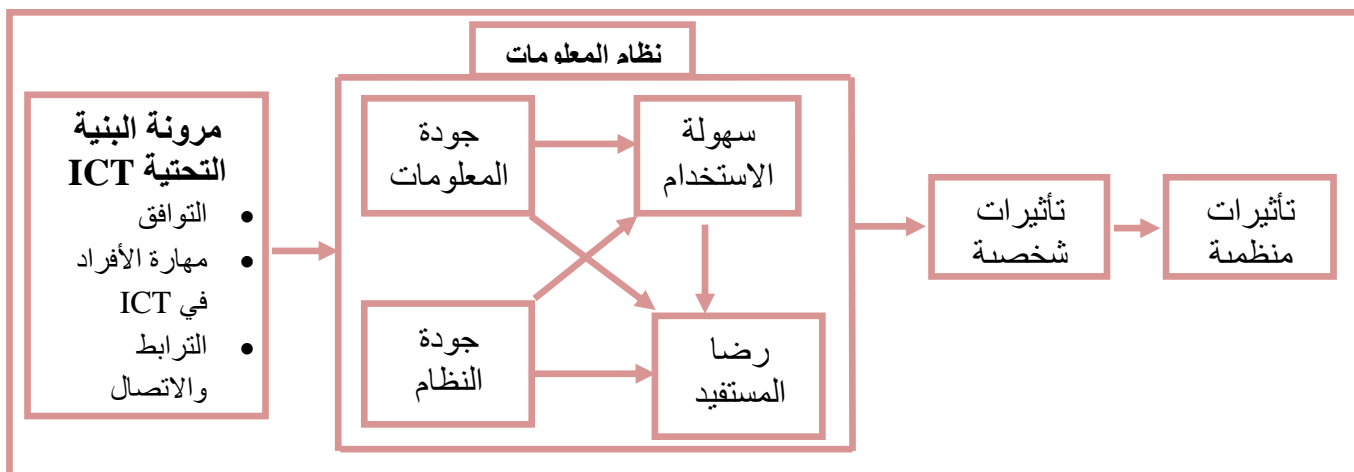 نظام المعلومات
مرونة البنية
التحتية ICT
• التوافق
• مهارة الأفراد
في ICT
• الترابط
والاتصال
جودة
المعلومات
سهولة
الاستخدام
جودة
النظام
رضا
المستفيد
تأثيرات
شخصية
تأثيرات
منظمية